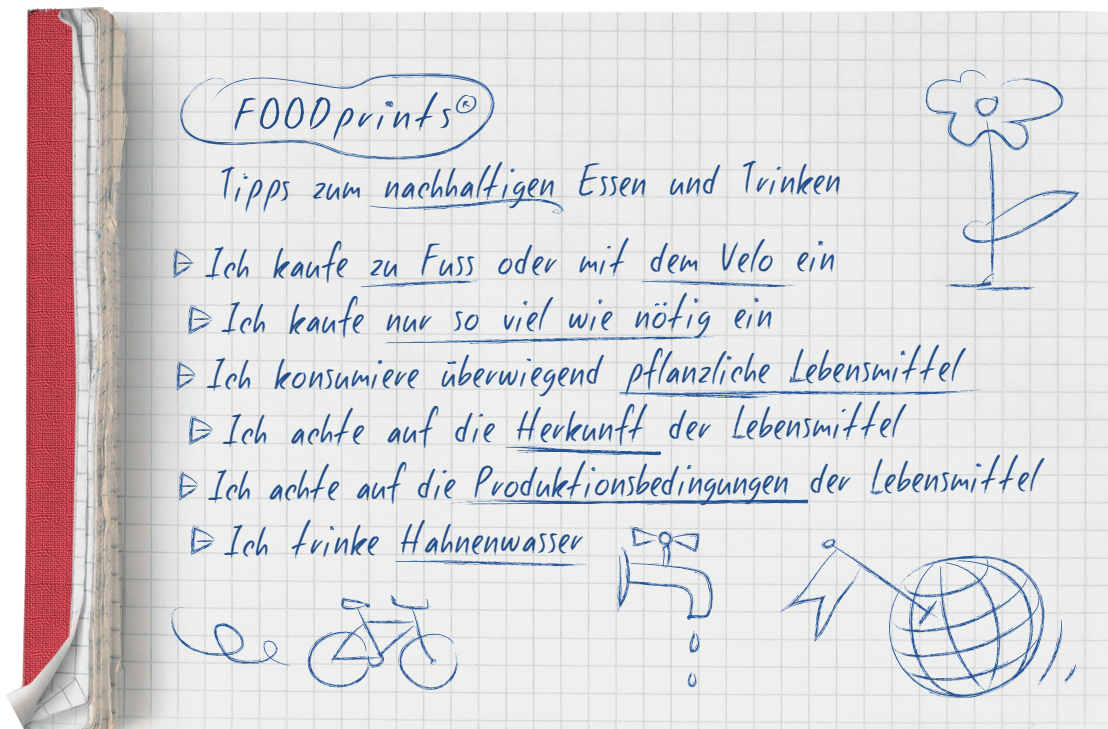 FOODprints®
Tipps zum nachhaltigen Essen und Trinken
Ich kaufe zu Fuss oder mit dem Velo ein
Ich kaufe nur so viel wie nötig ein
Ich konsumiere überwiegend pflanzliche Lebensmittel
Ich achte auf die Herkunft der Lebensmittel
Ich achte auf die Produktionsbedingungen der Lebensmittel
Ich trinke Hahnenwasser